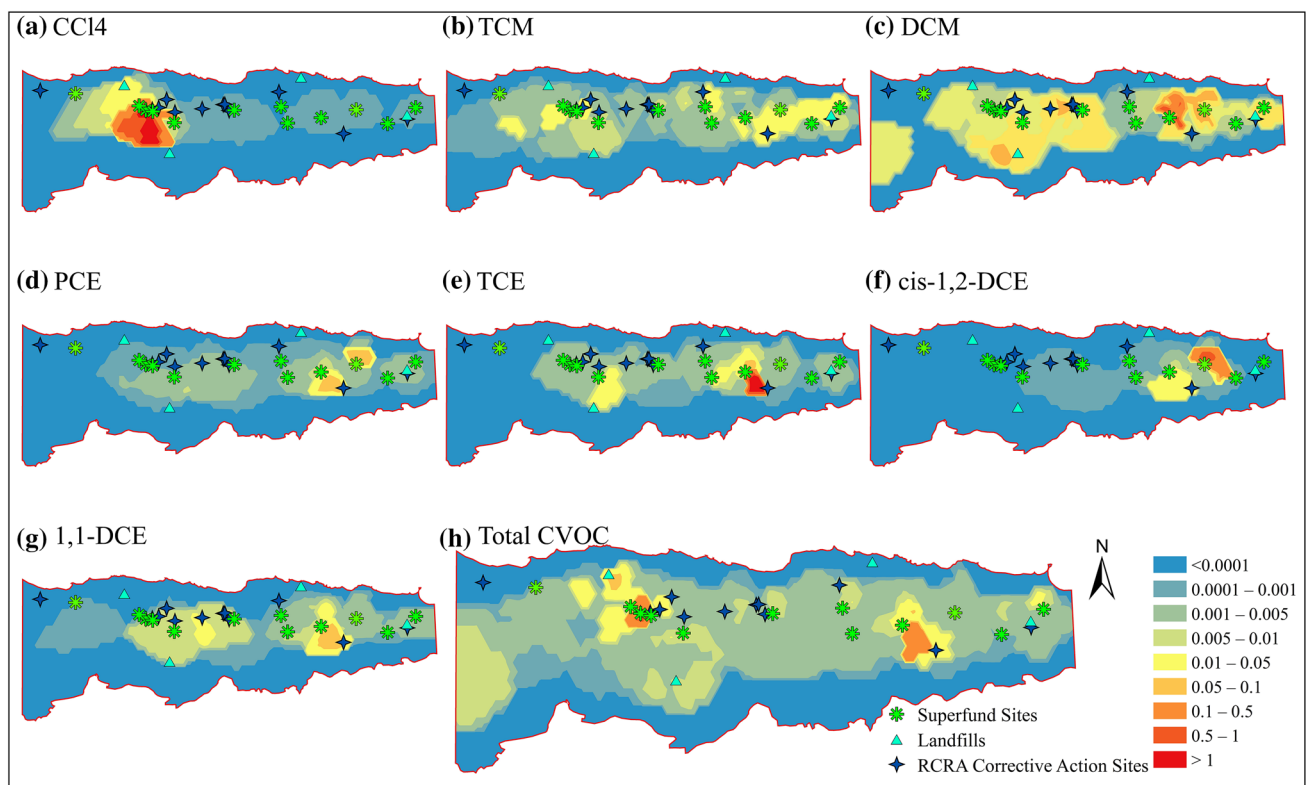 (a) CCl4
(b) TCM
(c) DCM
(d) PCE
(e) TCE
(f) cis-1,2-DCE
(g) 1,1-DCE
(h) Total CVOC
N
<0.0001
0.0001 – 0.001
0.001 – 0.005
0.005 – 0.01
0.01 – 0.05
0.05 – 0.1
0.1 – 0.5
0.5 – 1
> 1
Superfund Sites
Landfills
RCRA Corrective Action Sites